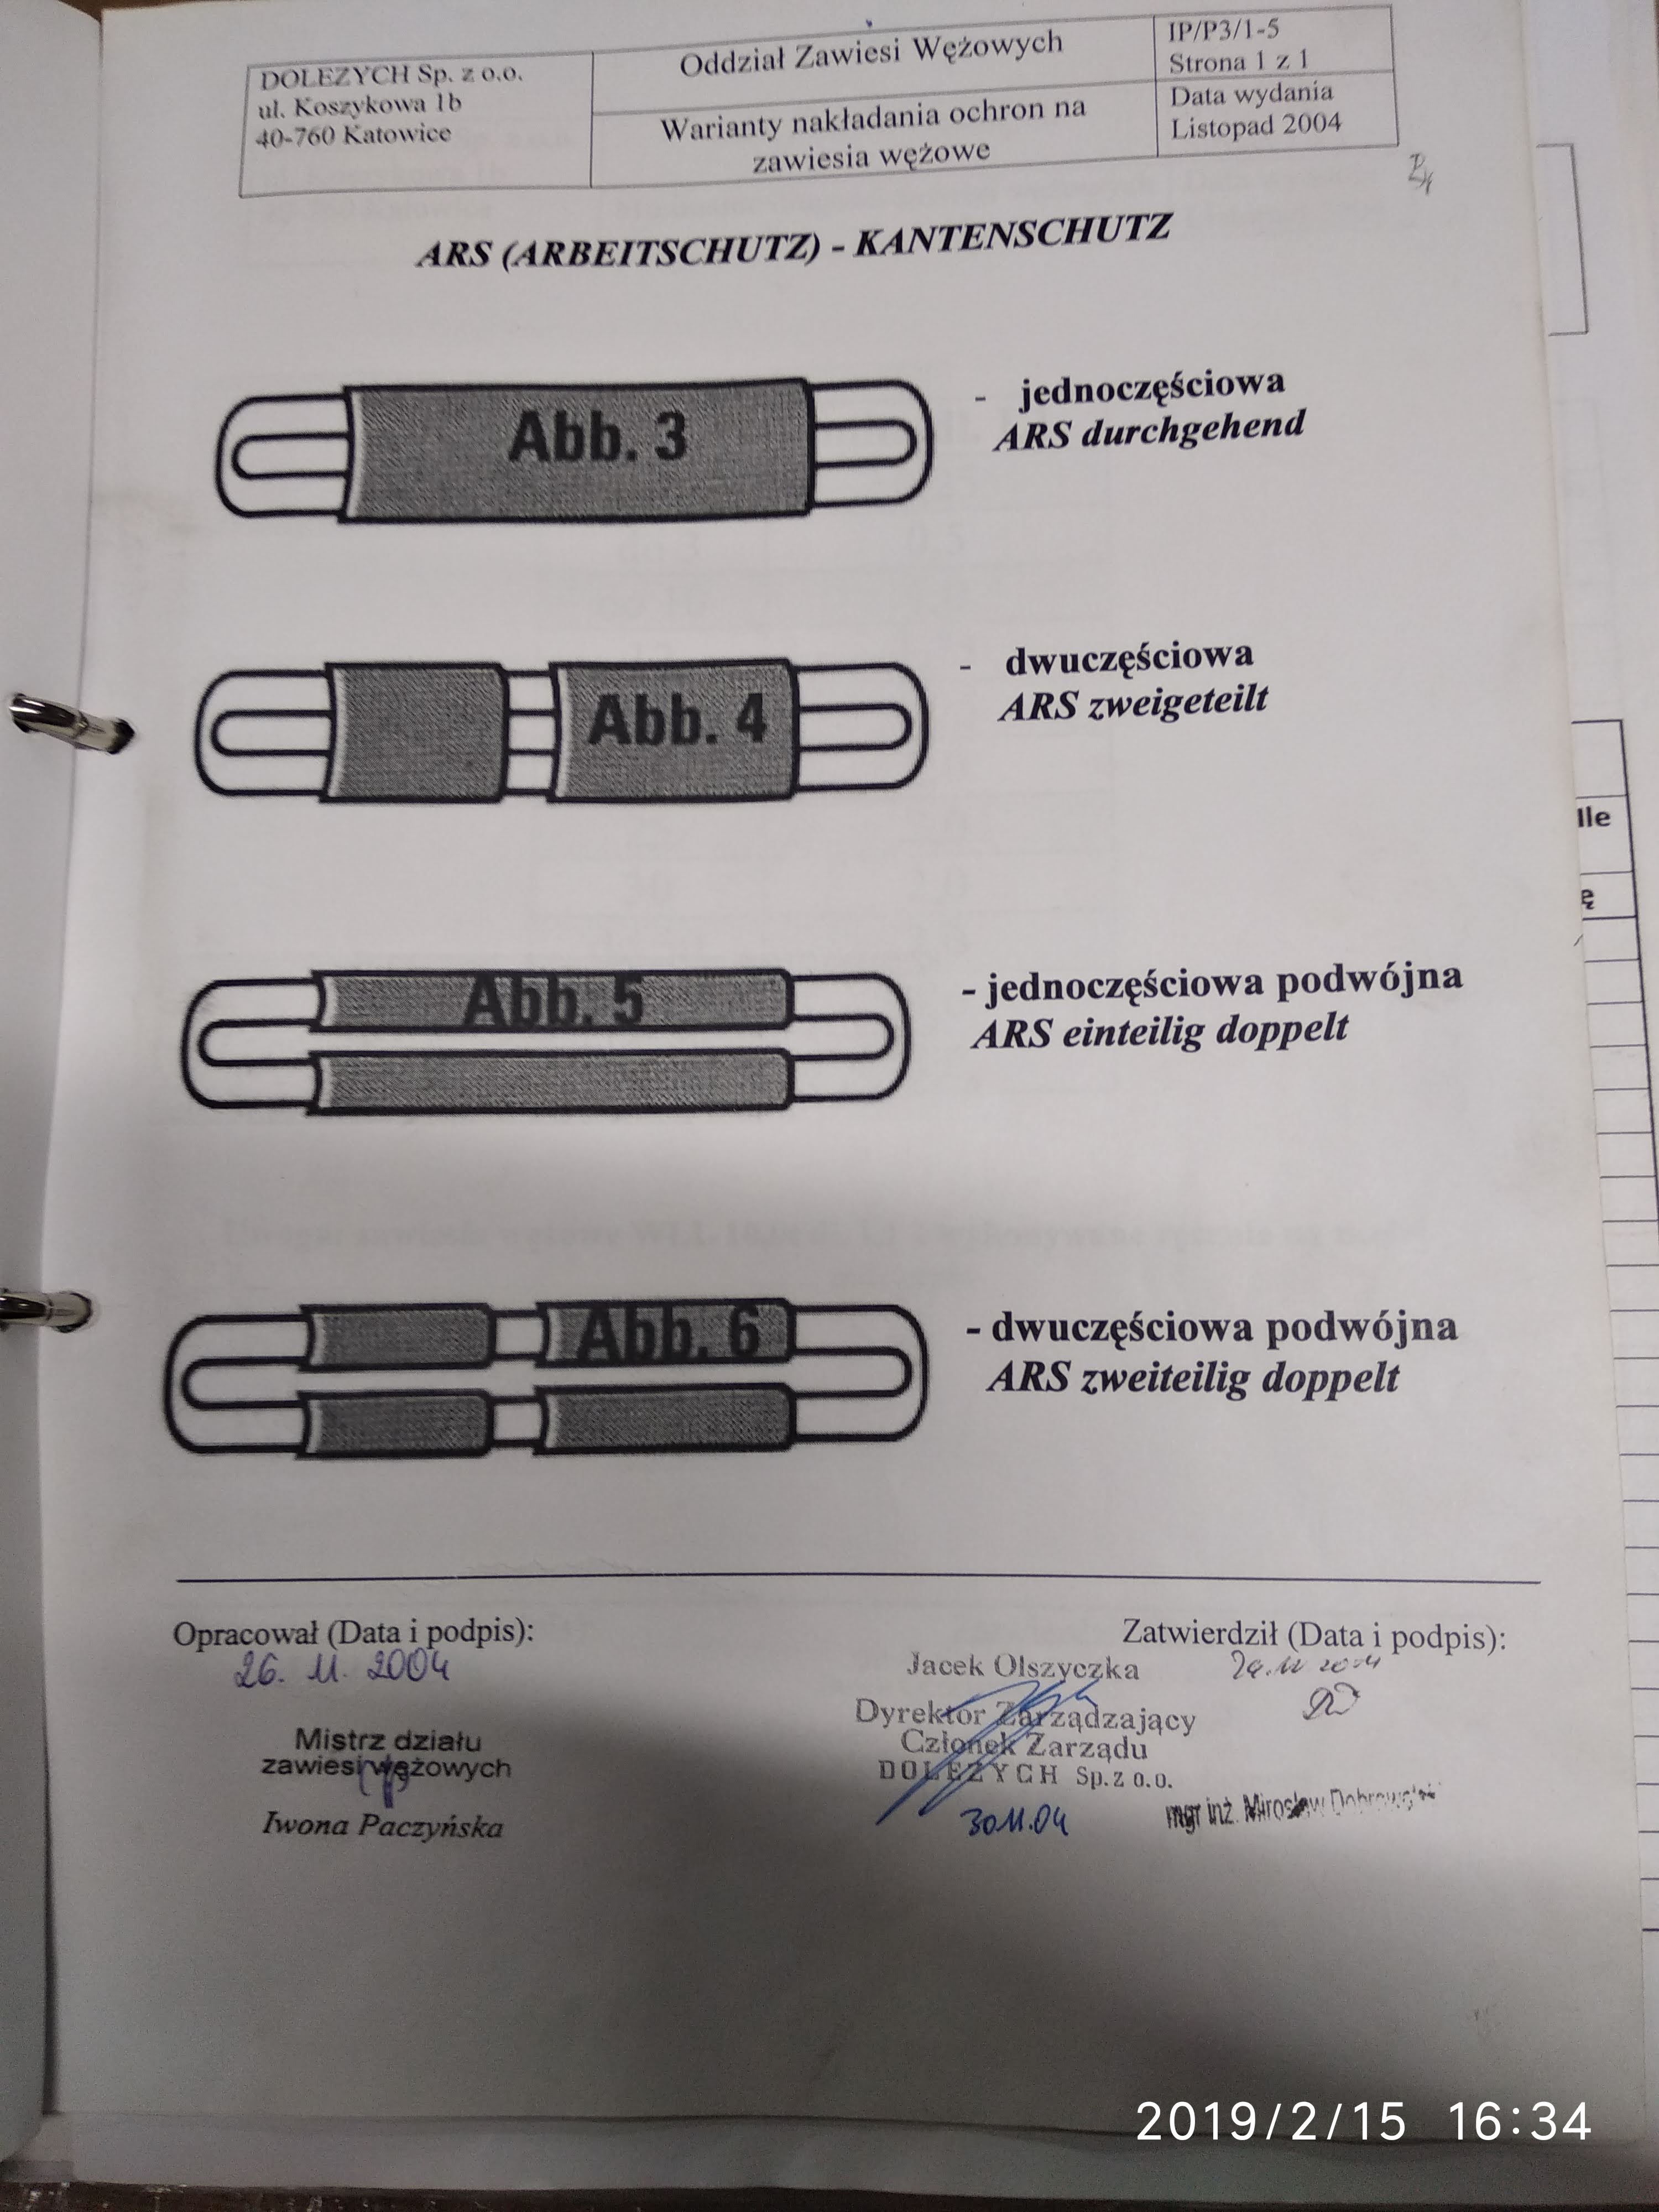 DOLEZYCH Sp. z o.o.
ul. Koszykowa 1b
40-760 Katowice
Oddział Zawiesi Wężowych
Warianty nakładania ochron na
zawiesia wężowe
IP/P3/1-5
Strona 1 z 1
Data wydania
Listopad 2004
ARS (ARBEITSCHUTZ) - KANTENSCHUTZ
Abb. 3
- jednoczęściowa
ARS durchgehend
Abb. 4
- dwuczęściowa
ARS zweigeteilt
Abb. 5
- jednoczęściowa podwójna
ARS einteilig doppelt
Abb. 6
- dwuczęściowa podwójna
ARS zweiteilig doppelt
Opracował (Data i podpis):
26. 11. 2004
Mistrz działu
zawiesi wężowych
Iwona Paczyńska
Zatwierdził (Data i podpis):
Jacek Olszyczka
Dyrektor Zarządzający
Członek Zarządu
DOLEZYCH Sp. z o.o.
30.11.04
mgr inż. Mirosław
lle
ę
2019/2/15 16:34